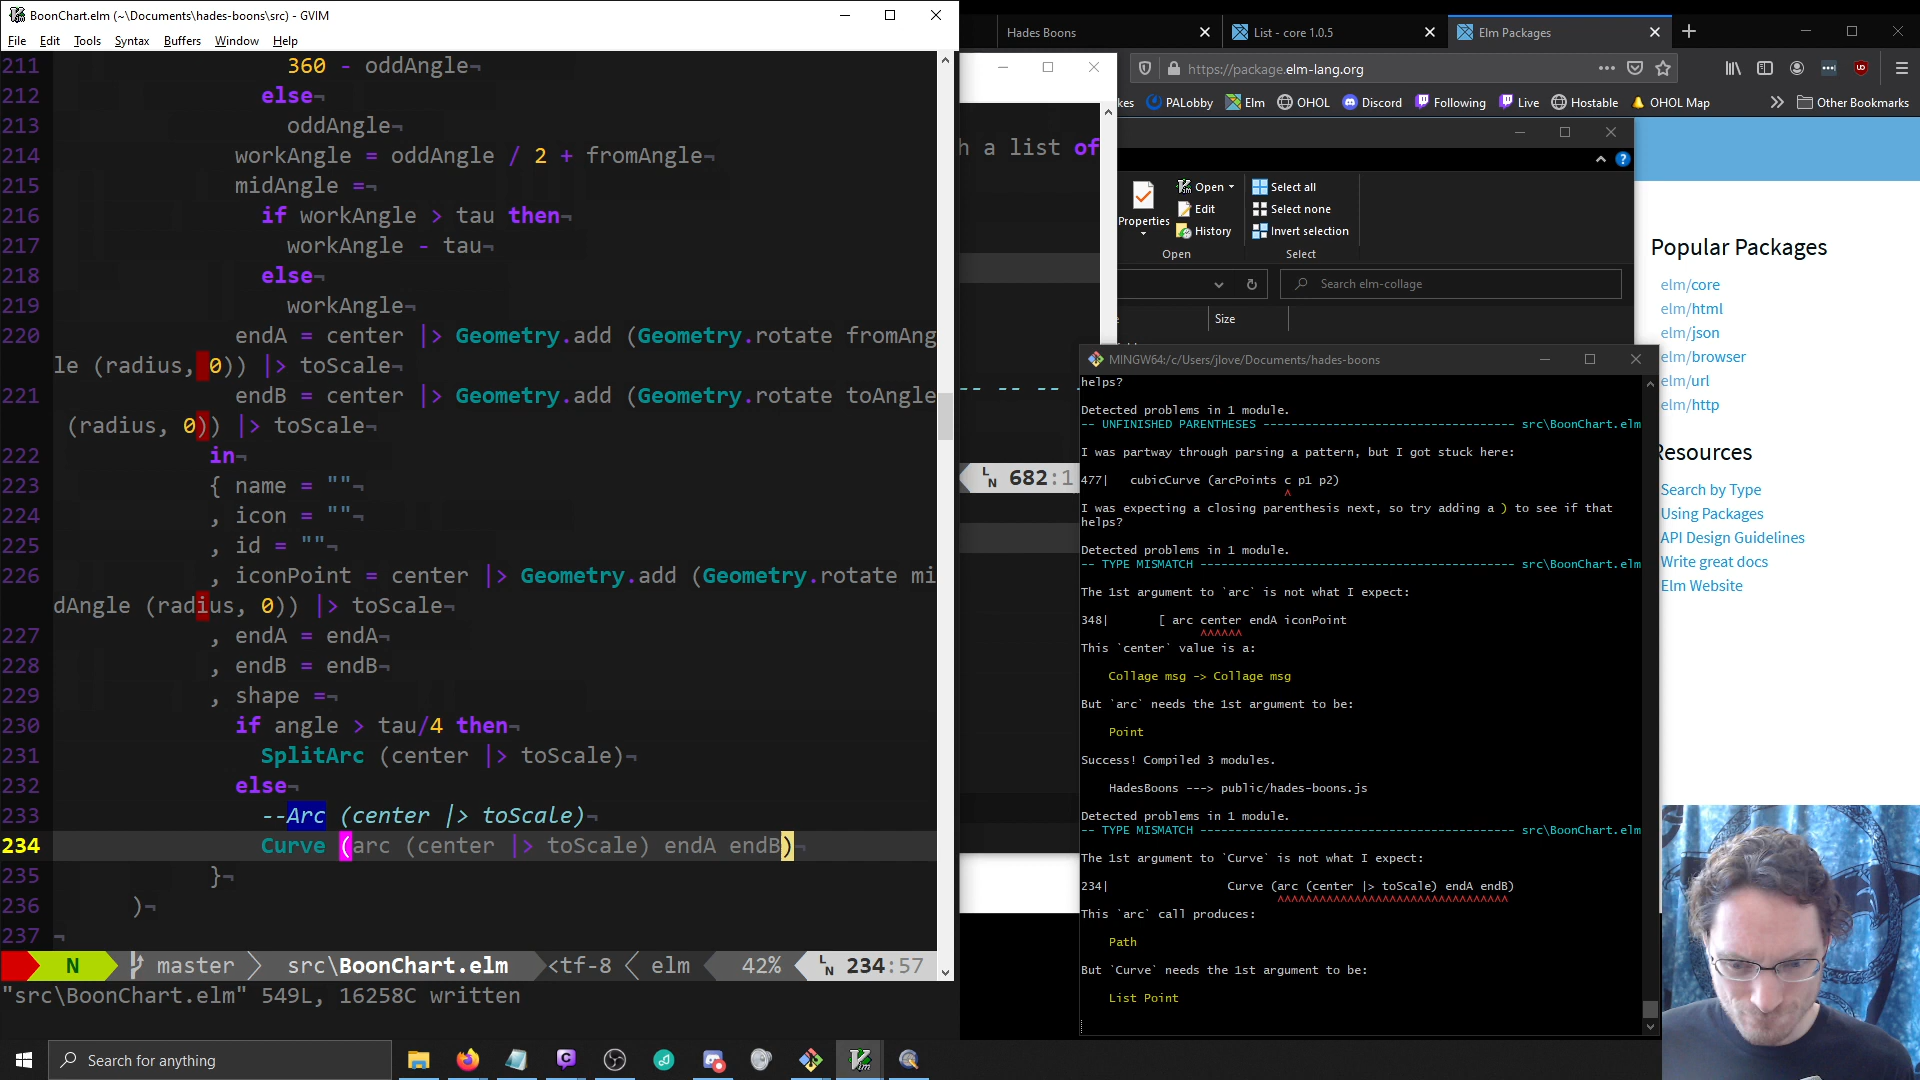 BoonChart.elm (~\Documents\hades-boons\src) - GVIM
File Edit Tools Syntax Buffers Window Help
211 360 - oddAngle¬
212 else¬
213 oddAngle¬
214 workAngle = oddAngle / 2 + fromAngle¬
215 midAngle =¬
216 if workAngle > tau then¬
217 workAngle - tau¬
218 else¬
219 workAngle¬
220 endA = center |> Geometry.add (Geometry.rotate fromAng
le (radius, 0)) |> toScale¬
221 endB = center |> Geometry.add (Geometry.rotate toAngle
(radius, 0)) |> toScale¬
222 in¬
223 { name = ""¬
224 , icon = ""¬
225 , id = ""¬
226 , iconPoint = center |> Geometry.add (Geometry.rotate mi
dAngle (radius, 0)) |> toScale¬
227 , endA = endA¬
228 , endB = endB¬
229 , shape =¬
230 if angle > tau/4 then¬
231 SplitArc (center |> toScale)¬
232 else¬
233 --Arc (center |> toScale)¬
234 Curve (arc (center |> toScale) endA endB)¬
235 }¬
236 )¬
237 ¬
N master src\BoonChart.elm <tf-8 elm 42% LN 234:57
"src\BoonChart.elm" 549L, 16258C written
h a list of
-- -- -- -
LN 682:1
Hades Boons
List - core 1.0.5
Elm Packages
https://package.elm-lang.org
kes PALobby Elm OHOL Discord Following Live Hostable OHOL Map Other Bookmarks
Properties
Open
Edit
History
Open
Select all
Select none
Invert selection
Select
Search elm-collage
Size
Popular Packages
elm/core
elm/html
elm/json
elm/browser
elm/url
elm/http
Resources
Search by Type
Using Packages
API Design Guidelines
Write great docs
Elm Website
MINGW64:/c/Users/jlove/Documents/hades-boons
helps?
Detected problems in 1 module.
-- UNFINISHED PARENTHESES ------------------------------------ src\BoonChart.elm
I was partway through parsing a pattern, but I got stuck here:
477| cubicCurve (arcPoints c p1 p2)
^
I was expecting a closing parenthesis next, so try adding a ) to see if that
helps?
Detected problems in 1 module.
-- TYPE MISMATCH --------------------------------------------- src\BoonChart.elm
The 1st argument to `arc` is not what I expect:
348| [ arc center endA iconPoint
^^^^^^
This `center` value is a:
Collage msg -> Collage msg
But `arc` needs the 1st argument to be:
Point
Success! Compiled 3 modules.
HadesBoons ---> public/hades-boons.js
Detected problems in 1 module.
-- TYPE MISMATCH --------------------------------------------- src\BoonChart.elm
The 1st argument to `Curve` is not what I expect:
234| Curve (arc (center |> toScale) endA endB)
^^^^^^^^^^^^^^^^^^^^^^^^^^^^^^^^^
This `arc` call produces:
Path
But `Curve` needs the 1st argument to be:
List Point
Search for anything